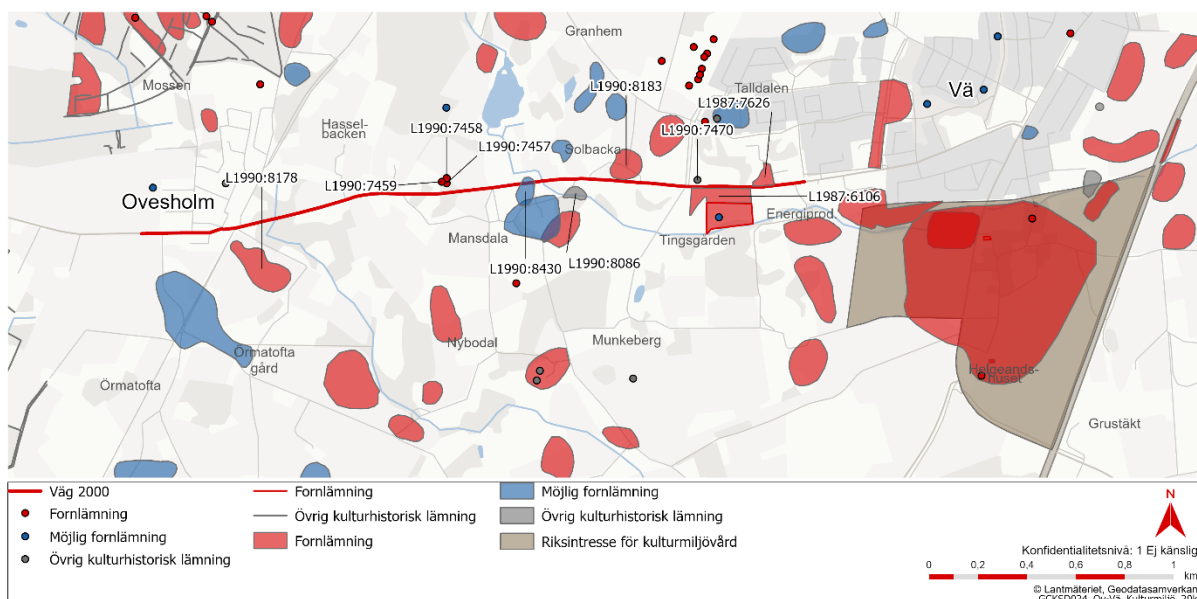 Granhem
Mossen
L1990:8183
Talldalen
Vä
L1987:7626
Hassel-
backen
L1990:7458
L1990:7457
Solbacka
L1990:7470
L1990:8178
L1990:7459
Ovesholm
L1987:6106
Energiprod.
Mansdala
Tingsgården
L1990:8430
L1990:8086
Örmatofta
gård
Nybodal
Munkeberg
Helgeands-
huset
Örmatofta
Grustäkt
Väg 2000
Fornlämning
Möjlig fornlämning
Övrig kulturhistorisk lämning
Fornlämning
Övrig kulturhistorisk lämning
Fornlämning
Möjlig fornlämning
Övrig kulturhistorisk lämning
Riksintresse för kulturmiljövård
N
Konfidentialitetsnivå: 1 Ej känslig
0 0,2 0,4 0,6 0,8 1
km
© Lantmäteriet, Geodatasamverkan